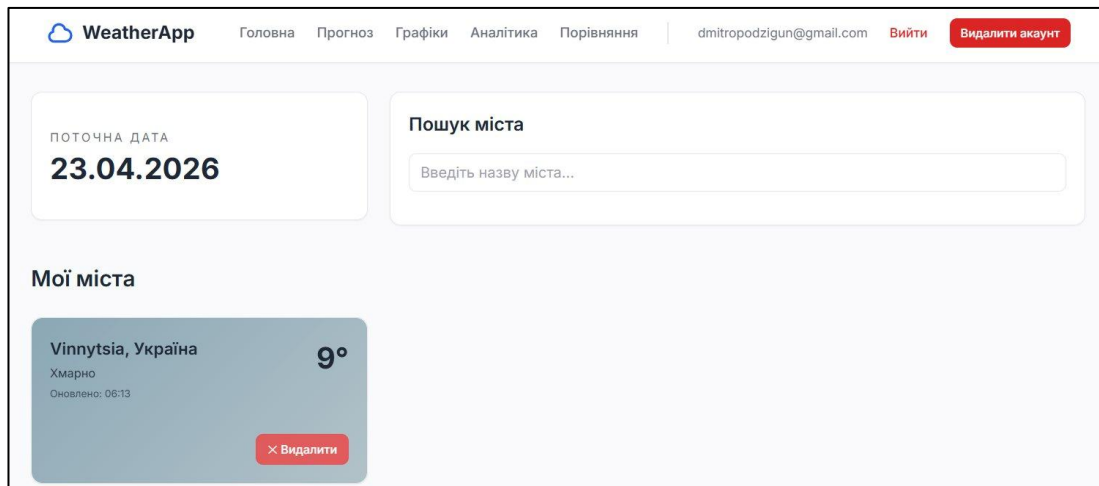 WeatherApp Головна Прогноз Графіки Аналітика Порівняння dmitropodzigun@gmail.com Вийти Видалити акаунт
ПОТОЧНА ДАТА
23.04.2026
Пошук міста
Введіть назву міста...
Мої міста
Vinnytsia, Україна
9°
Хмарно
Оновлено: 06:13
× Видалити